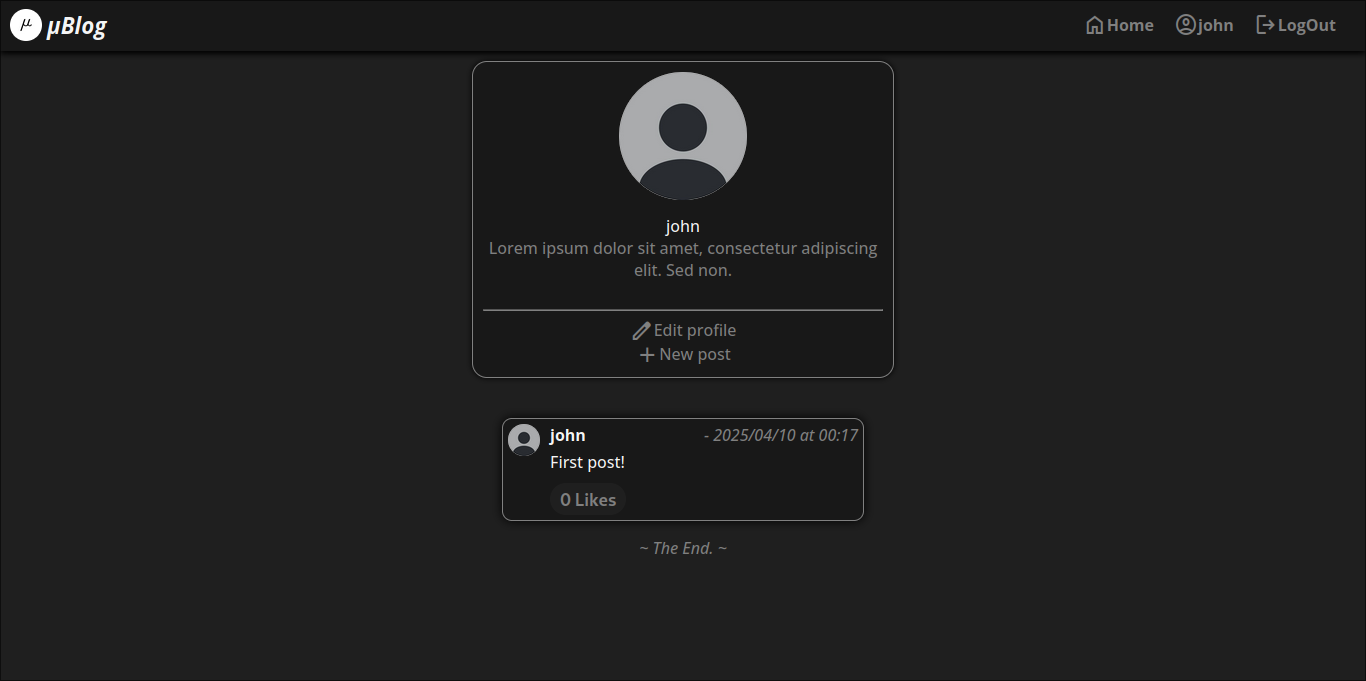 µ µBlog Home john LogOut
john
Lorem ipsum dolor sit amet, consectetur adipiscing
elit. Sed non.
Edit profile
New post
john - 2025/04/10 at 00:17
First post!
0 Likes
~ The End. ~